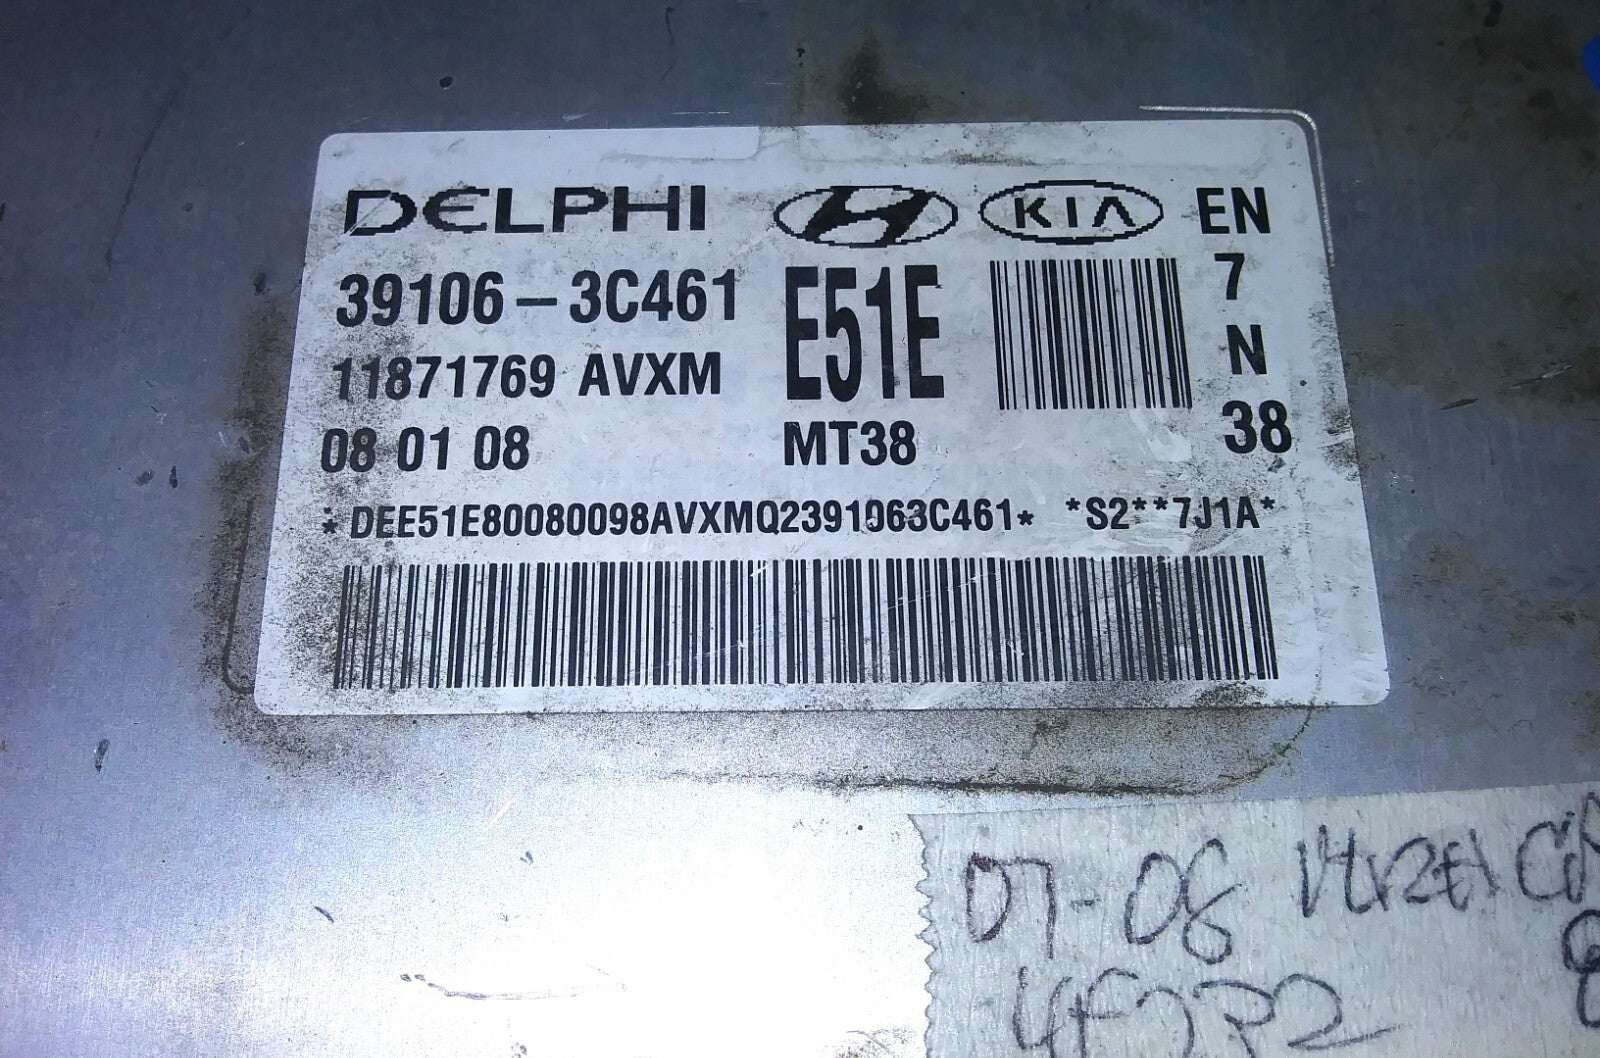 DELPHI KIA EN
39106-3C461 E51E 7
11871769 AVXM N
08 01 08 MT38 38
*DEE51E80080098AVXMQ2391063C461* *S2**7J1A*
07-08